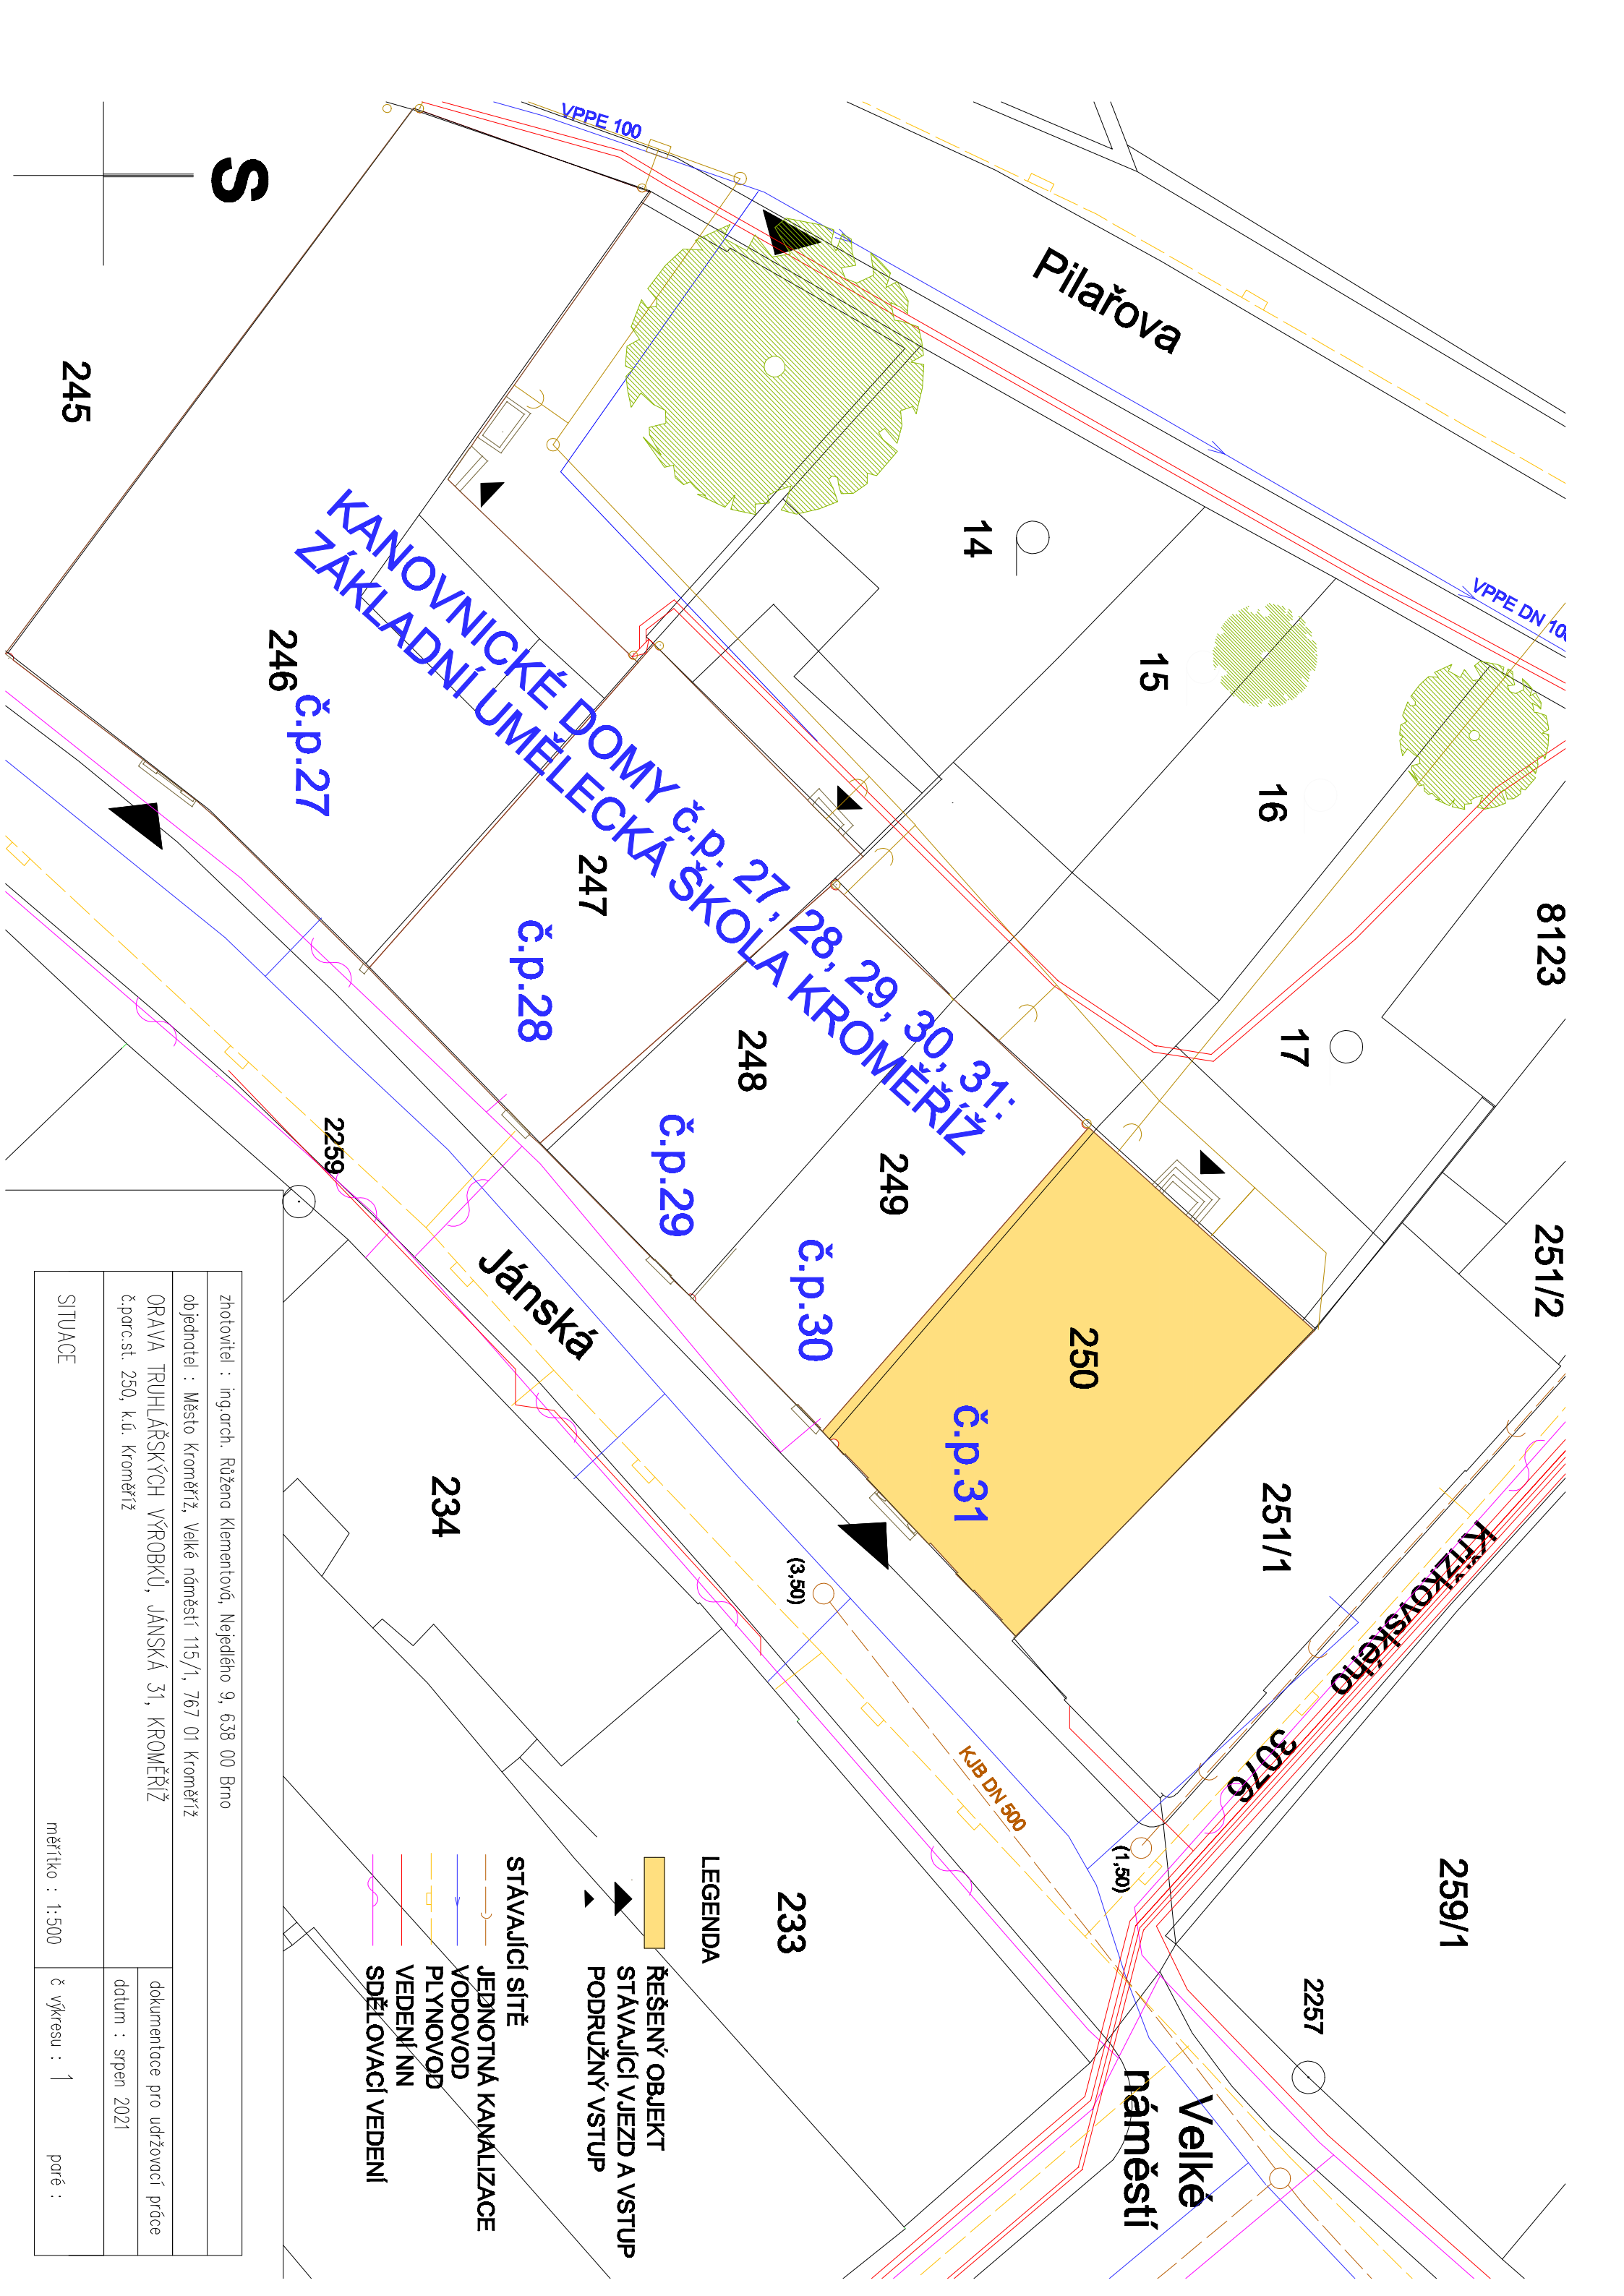 S
VPPE 100
Pilařova
VPPE DN 100
14
15
16
17
8123
251/2
245
246
č.p.27
247
č.p.28
248
č.p.29
249
č.p.30
250
č.p.31
251/1
KANOVNICKÉ DOMY č.p. 27, 28, 29, 30, 31:
ZÁKLADNÍ UMĚLECKÁ ŠKOLA KROMĚŘÍŽ
Křížkovského
3076
259/1
2257
2259
Jánská
234
(3,50)
KJB DN 500
(1,50)
233
Velké
náměstí
LEGENDA
ŘEŠENÝ OBJEKT
STÁVAJÍCÍ VJEZD A VSTUP
PODRUŽNÝ VSTUP
STÁVAJÍCÍ SÍTĚ
JEDNOTNÁ KANALIZACE
VODOVOD
PLYNOVOD
VEDENÍ NN
SDĚLOVACÍ VEDENÍ
zhotovitel : ing.arch. Růžena Klementová, Nejedlého 9, 638 00 Brno
objednatel : Město Kroměříž, Velké náměstí 115/1, 767 01 Kroměříž
ORAVA TRUHLÁŘSKÝCH VÝROBKŮ, JÁNSKÁ 31, KROMĚŘÍŽ
č.parc.st. 250, k.ú. Kroměříž
dokumentace pro udržovací práce
datum : srpen 2021
SITUACE
měřítko : 1:500
č výkresu : 1
paré :